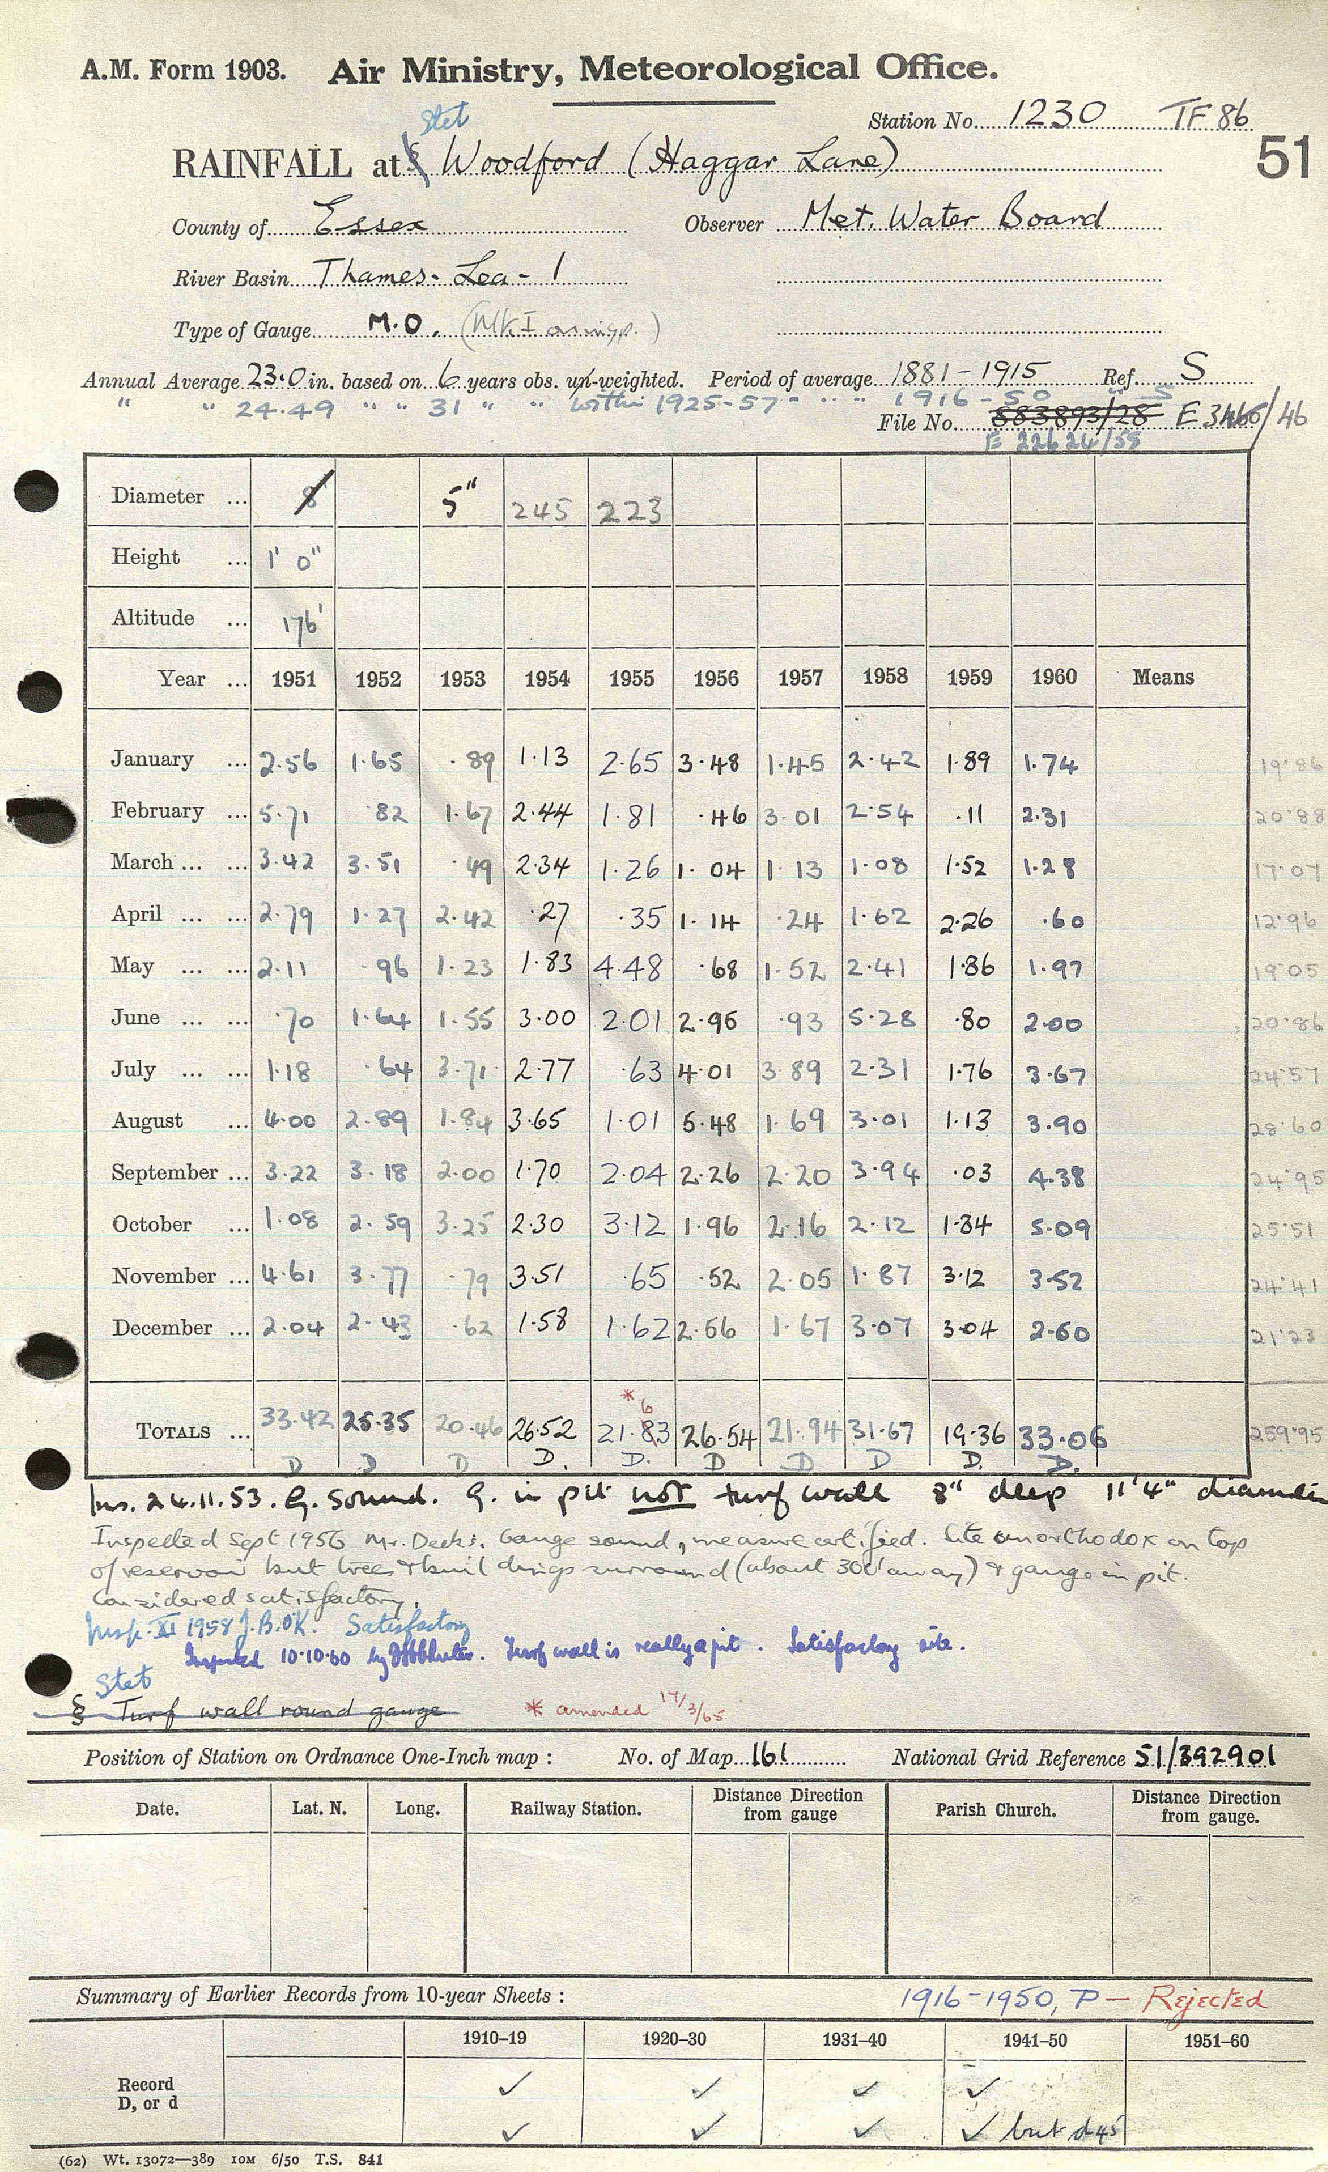 A.M. Form 1903. Air Ministry, Meteorological Office.
Stet
Station No. 1230 TF 86
RAINFALL at § Woodford (Haggar Lane)
51
County of Essex Observer Met. Water Board
River Basin Thames - Lea - 1
Type of Gauge M.O. (Mk I
Annual Average 23.0 in. based on 6 years obs. un-weighted. Period of average 1881-1915 Ref. S
" " 24.49 " " 31 " " within 1925-57 - " " " 1916-50 " S
File No. 883893/28 E 3466/46
E 22624/55
Diameter ... 8 5" 245 223
Height ... 1' 0"
Altitude ... 176'
Year ... 1951 1952 1953 1954 1955 1956 1957 1958 1959 1960 Means
January ... 2.56 1.65 .89 1.13 2.65 3.48 1.45 2.42 1.89 1.74 19.86
February ... 5.71 .82 1.67 2.44 1.81 .46 3.01 2.54 .11 2.31 20.88
March ... ... 3.42 3.51 .49 2.34 1.26 1.04 1.13 1.08 1.52 1.28 17.07
April ... ... 2.79 1.27 2.42 .27 .35 1.14 .24 1.62 2.26 .60 12.96
May ... ... 2.11 .96 1.23 1.83 4.48 .68 1.52 2.41 1.86 1.97 19.05
June ... ... .70 1.64 1.55 3.00 2.01 2.96 .93 5.28 .80 2.00 20.86
July ... ... 1.18 .64 3.71 2.77 .63 4.01 3.89 2.31 1.76 3.67 24.57
August ... 4.00 2.89 1.84 3.65 1.01 5.48 1.69 3.01 1.13 3.90 28.60
September ... 3.22 3.18 2.00 1.70 2.04 2.26 2.20 3.94 .03 4.38 24.95
October ... 1.08 2.59 3.25 2.30 3.12 1.96 2.16 2.12 1.84 5.09 25.51
November ... 4.61 3.77 .79 3.51 .65 .52 2.05 1.87 3.12 3.52 24.41
December ... 2.04 2.43 .62 1.58 1.62 2.56 1.67 3.07 3.04 2.60 21.23
* 6
TOTALS ... 33.42 25.35 20.46 26.52 21.83 26.54 21.94 31.67 19.36 33.06 259.95
D D D D. D. D D D D. D.
Ins. 24.11.53. G. sound. G. in pit not turf wall 8" deep 11'4" diameter
Inspected Sept 1956 Mr. Deeks. Gauge sound, measure certified. Site unorthodox on top
of reservoir but trees & buildings surround (about 300' away) & gauge in pit.
Considered satisfactory.
Insp. XI 1958 J.B. OK. Satisfactory
Inspected 10.10.60 by Turf wall is really a pit. Satisfactory site.
Stet
§ Turf wall round gauge * amended 17/3/65
Position of Station on Ordnance One-Inch map : No. of Map 161 National Grid Reference 51/392901
Date. Lat. N. Long. Railway Station. Distance Direction from gauge Parish Church. Distance Direction from gauge.
Summary of Earlier Records from 10-year Sheets : 1916-1950, P — Rejected
1910–19 1920–30 1931–40 1941–50 1951–60
Record ✓ ✓ ✓ ✓
D, or d ✓ ✓ ✓ ✓ but d 45
(62) Wt. 13072—389 10M 6/50 T.S. 841